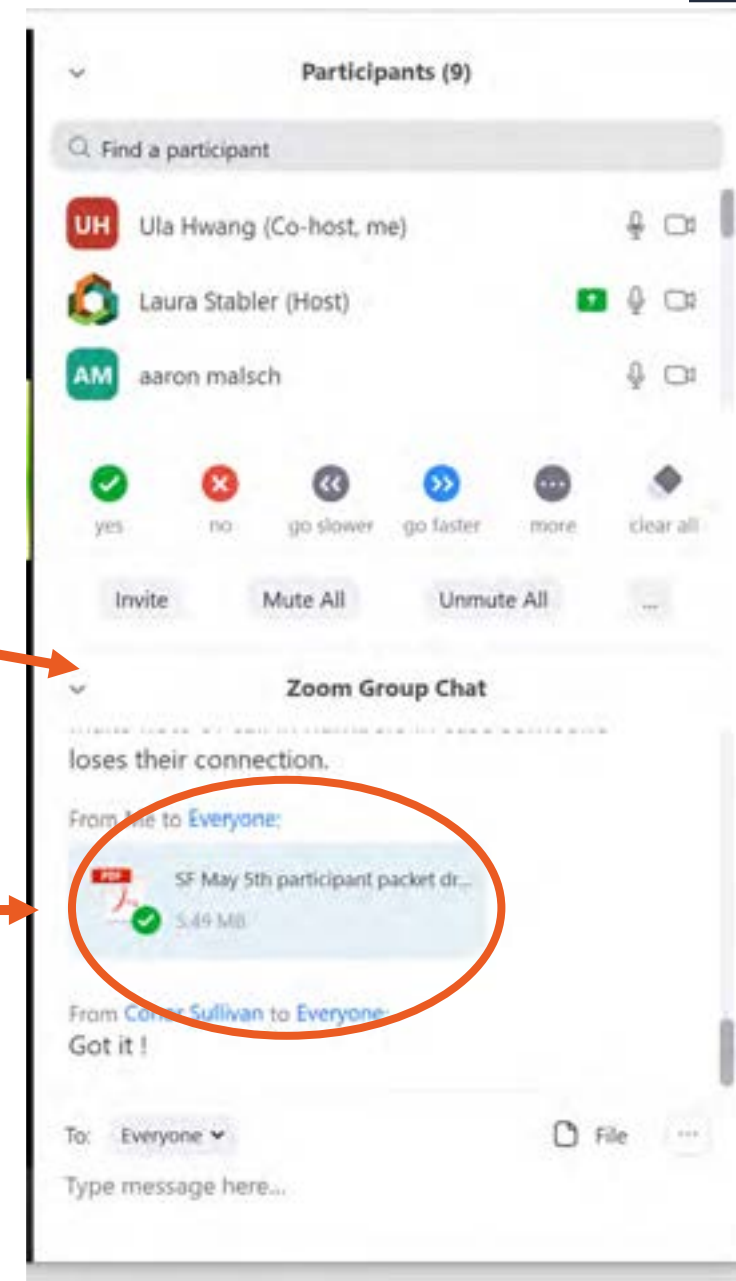 Participants (9)
Find a participant
UH Ula Hwang (Co-host, me)
Laura Stabler (Host)
AM aaron malsch
yes no go slower go faster more clear all
Invite Mute All Unmute All ...
Zoom Group Chat
loses their connection.
From Me to Everyone:
PDF SF May 5th participant packet dr...
5.49 MB
From Conor Sullivan to Everyone:
Got it !
To: Everyone File ...
Type message here...